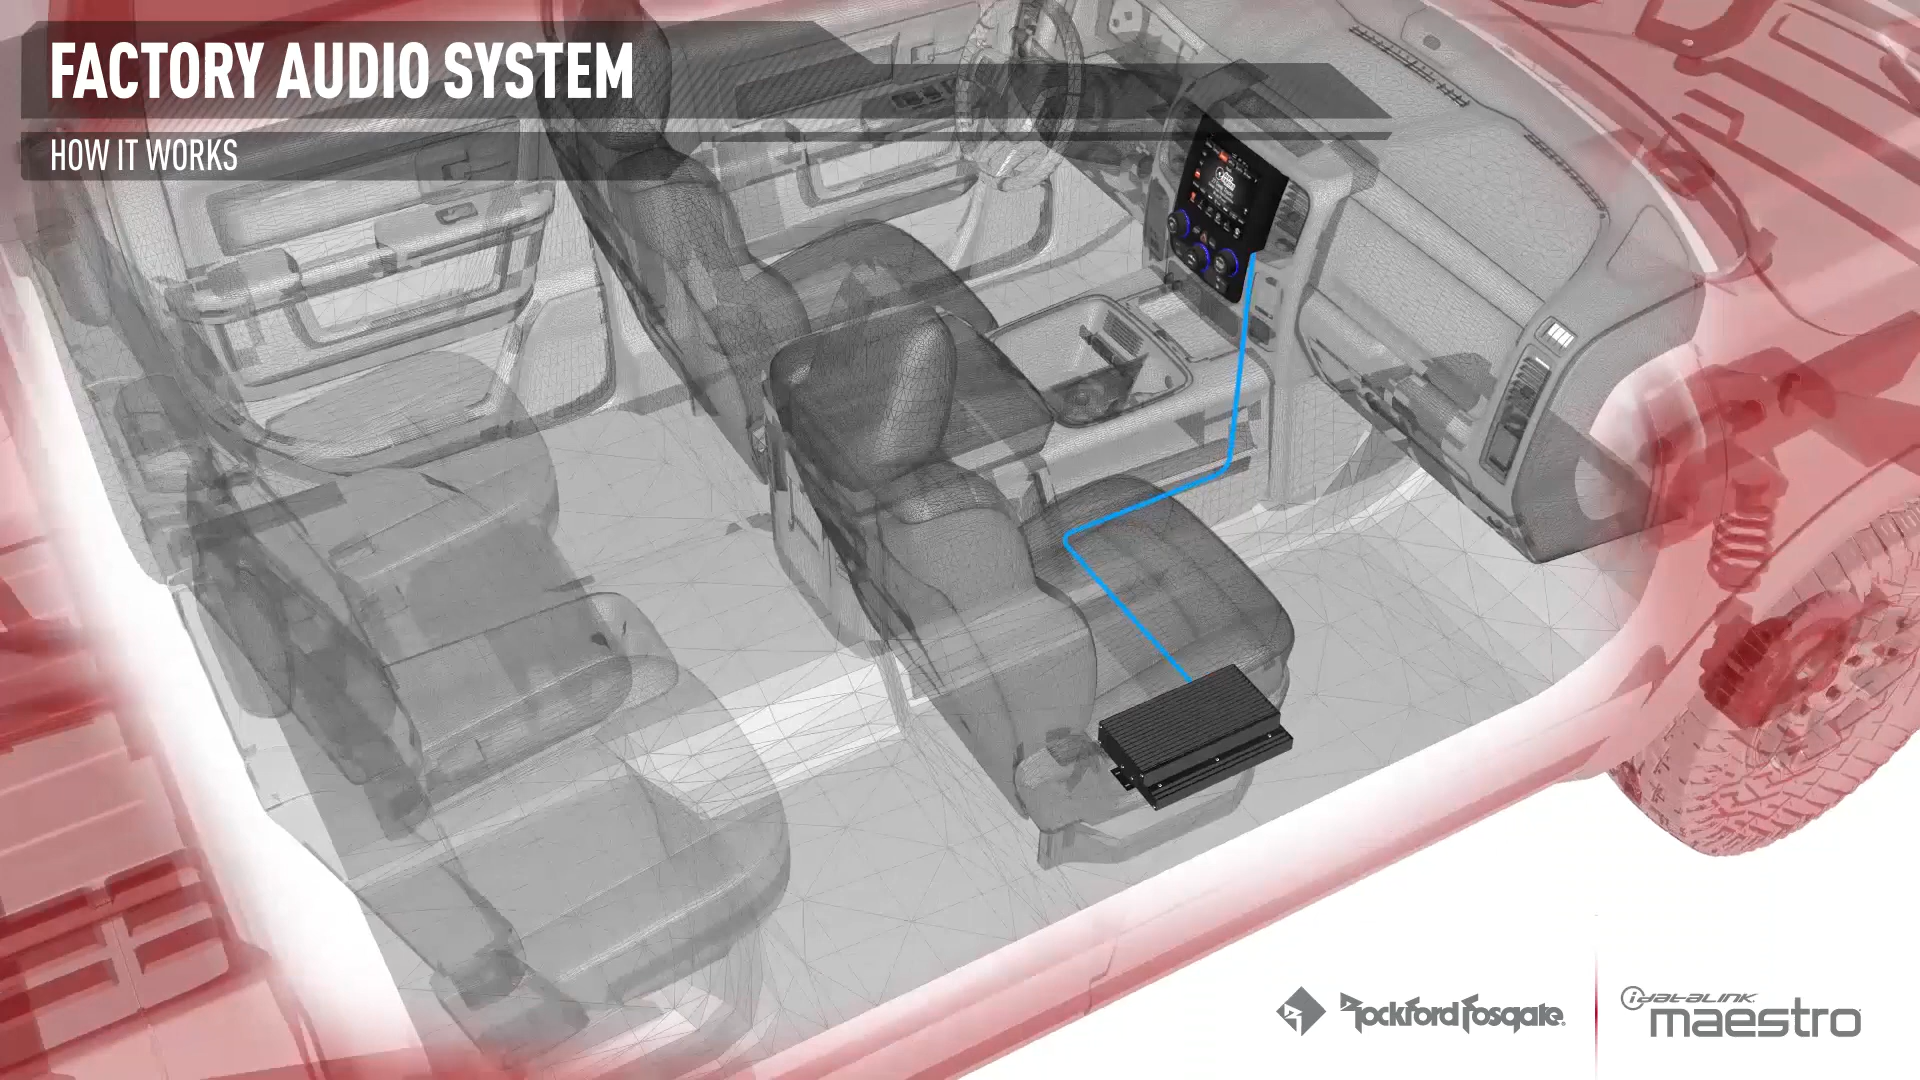 FACTORY AUDIO SYSTEM
HOW IT WORKS
Rockford Fosgate
idatalink
maestro